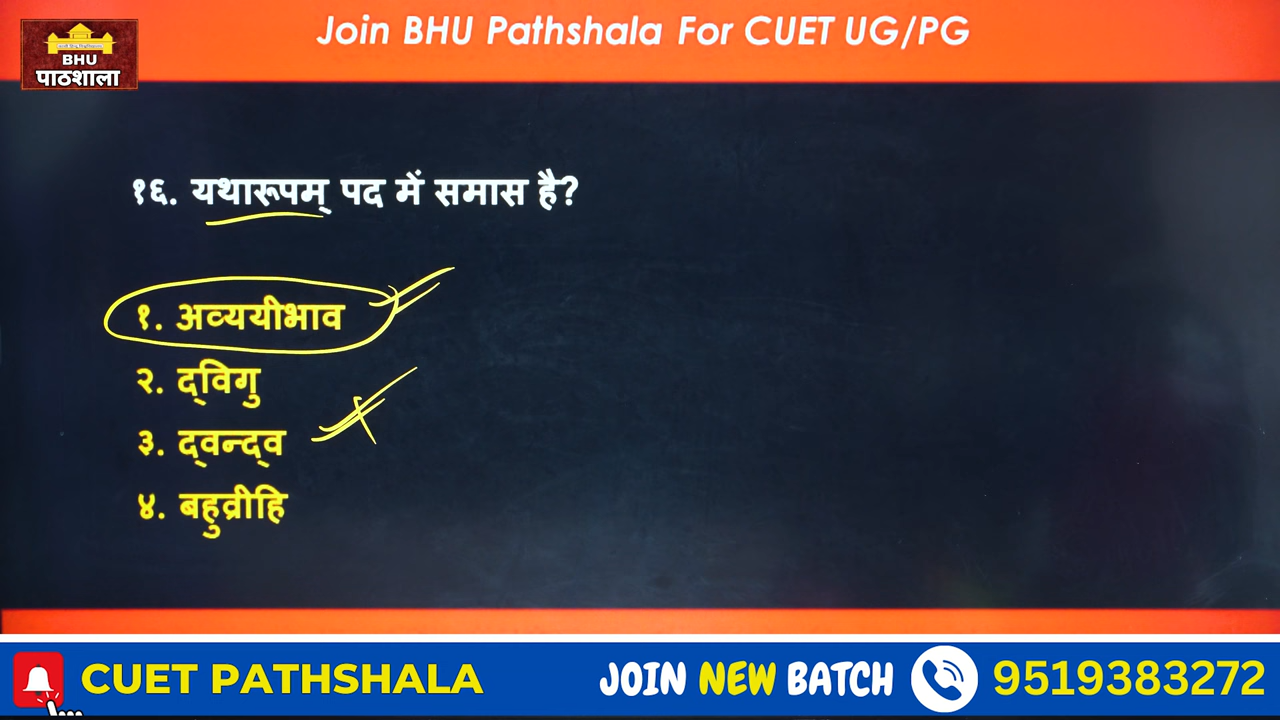 Join BHU Pathshala For CUET UG/PG
BHU
पाठशाला
१६. यथारूपम् पद में समास है?
१. अव्ययीभाव
२. द्विगु
३. द्वन्द्व
४. बहुव्रीहि
CUET PATHSHALA
JOIN NEW BATCH
9519383272